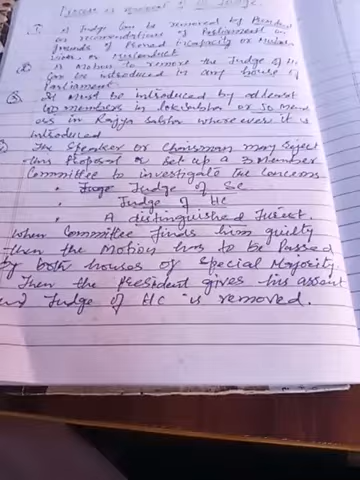 Process of removal of HC Judge.
① A Judge can be removed by President
on recommendations of Parliament on
grounds of Proved Incapacity or Misbe
or Misconduct
② A Motion to remove the Judge of HC
can be introduced in any house of
Parliament.
③ It must be introduced by atleast
100 members in loksabha or 50 mem
ers in Rajya Sabha wherever it is
introduced
The Speaker or Chairman may reject
this Proposal or set up a 3 member
Committee to investigate the concerns
• Judge of SC
• Judge of HC
• A distinguished Jurist.
When Committee finds him guilty
then the Motion has to be passed
by both houses of special Majority.
Then the president gives his assent
and Judge of HC is removed.